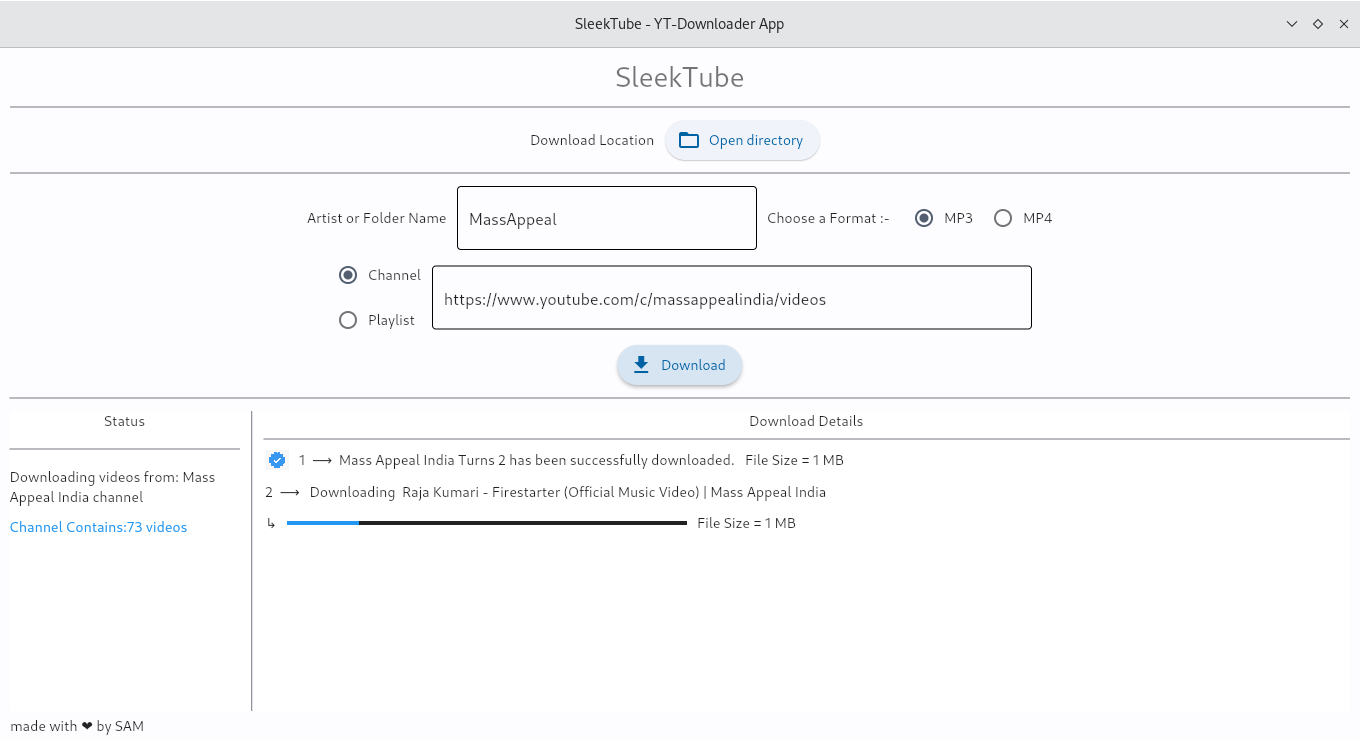 SleekTube - YT-Downloader App
SleekTube
Download Location Open directory
Artist or Folder Name MassAppeal Choose a Format :- MP3 MP4
Channel
https://www.youtube.com/c/massappealindia/videos
Playlist
Download
Status
Downloading videos from: Mass
Appeal India channel
Channel Contains:73 videos
Download Details
1 ⟶ Mass Appeal India Turns 2 has been successfully downloaded. File Size = 1 MB
2 ⟶ Downloading Raja Kumari - Firestarter (Official Music Video) | Mass Appeal India
↳ File Size = 1 MB
made with ❤ by SAM